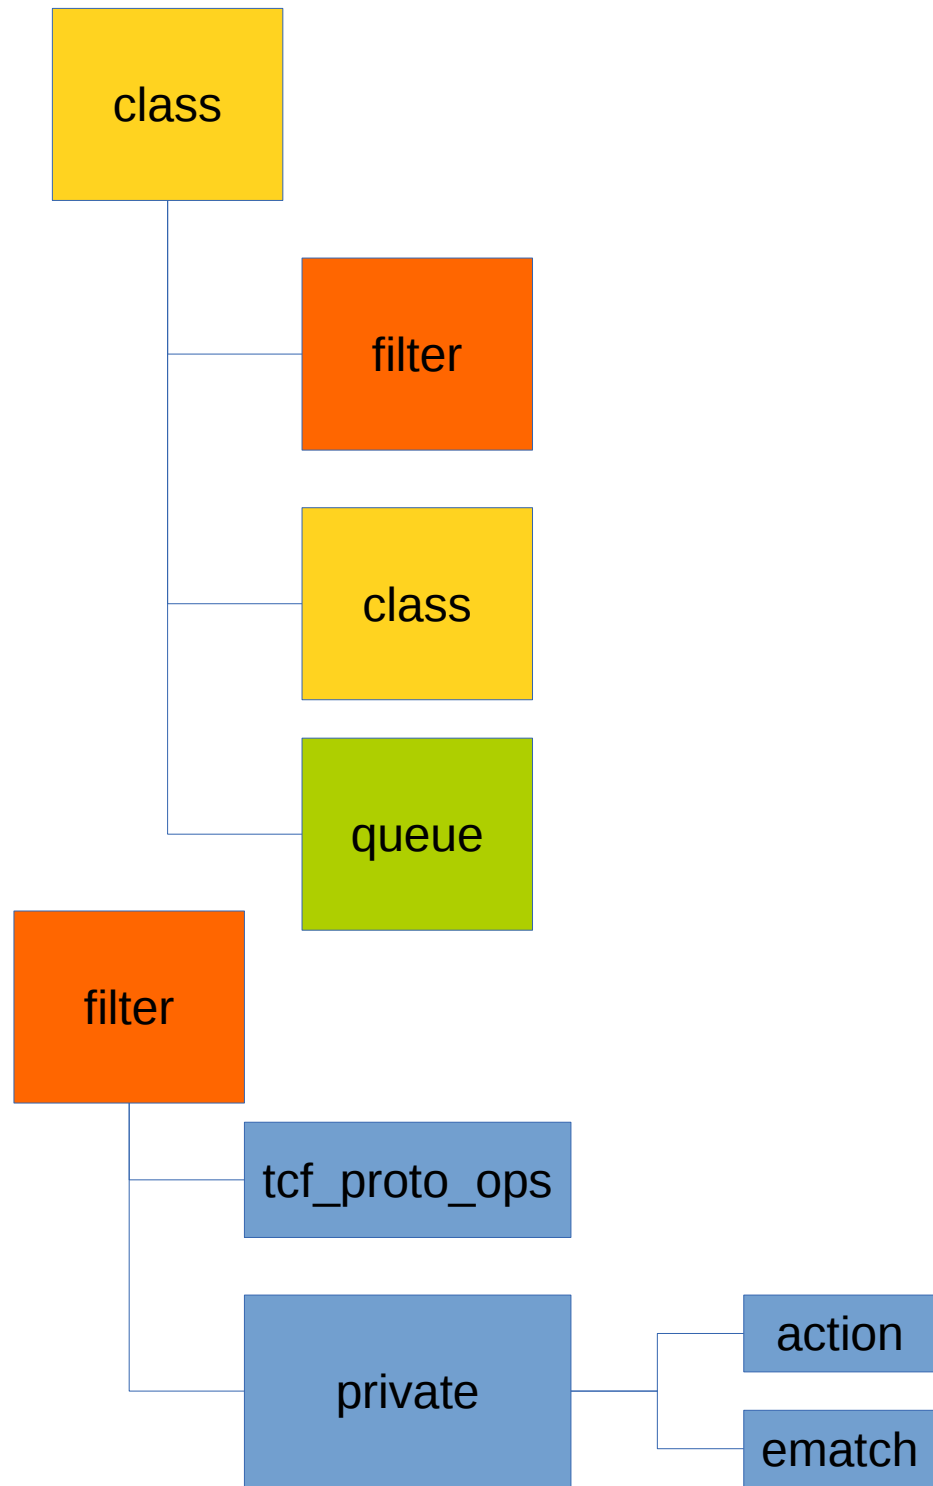 class
filter
class
queue
filter
tcf_proto_ops
private
action
ematch